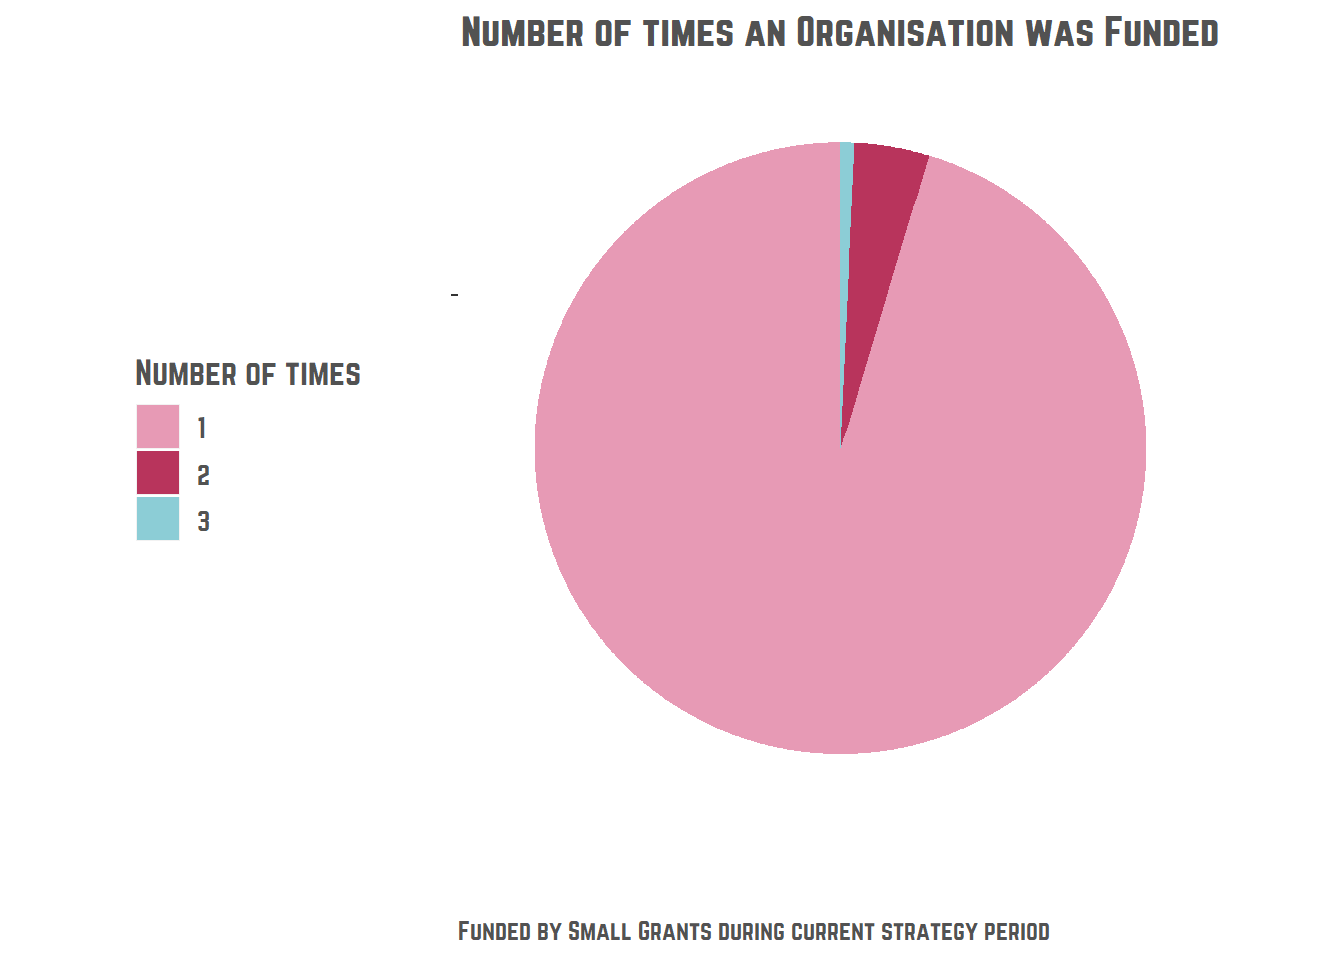 Number of times an Organisation was Funded
Number of times
1
2
3
Funded by Small Grants during current strategy period